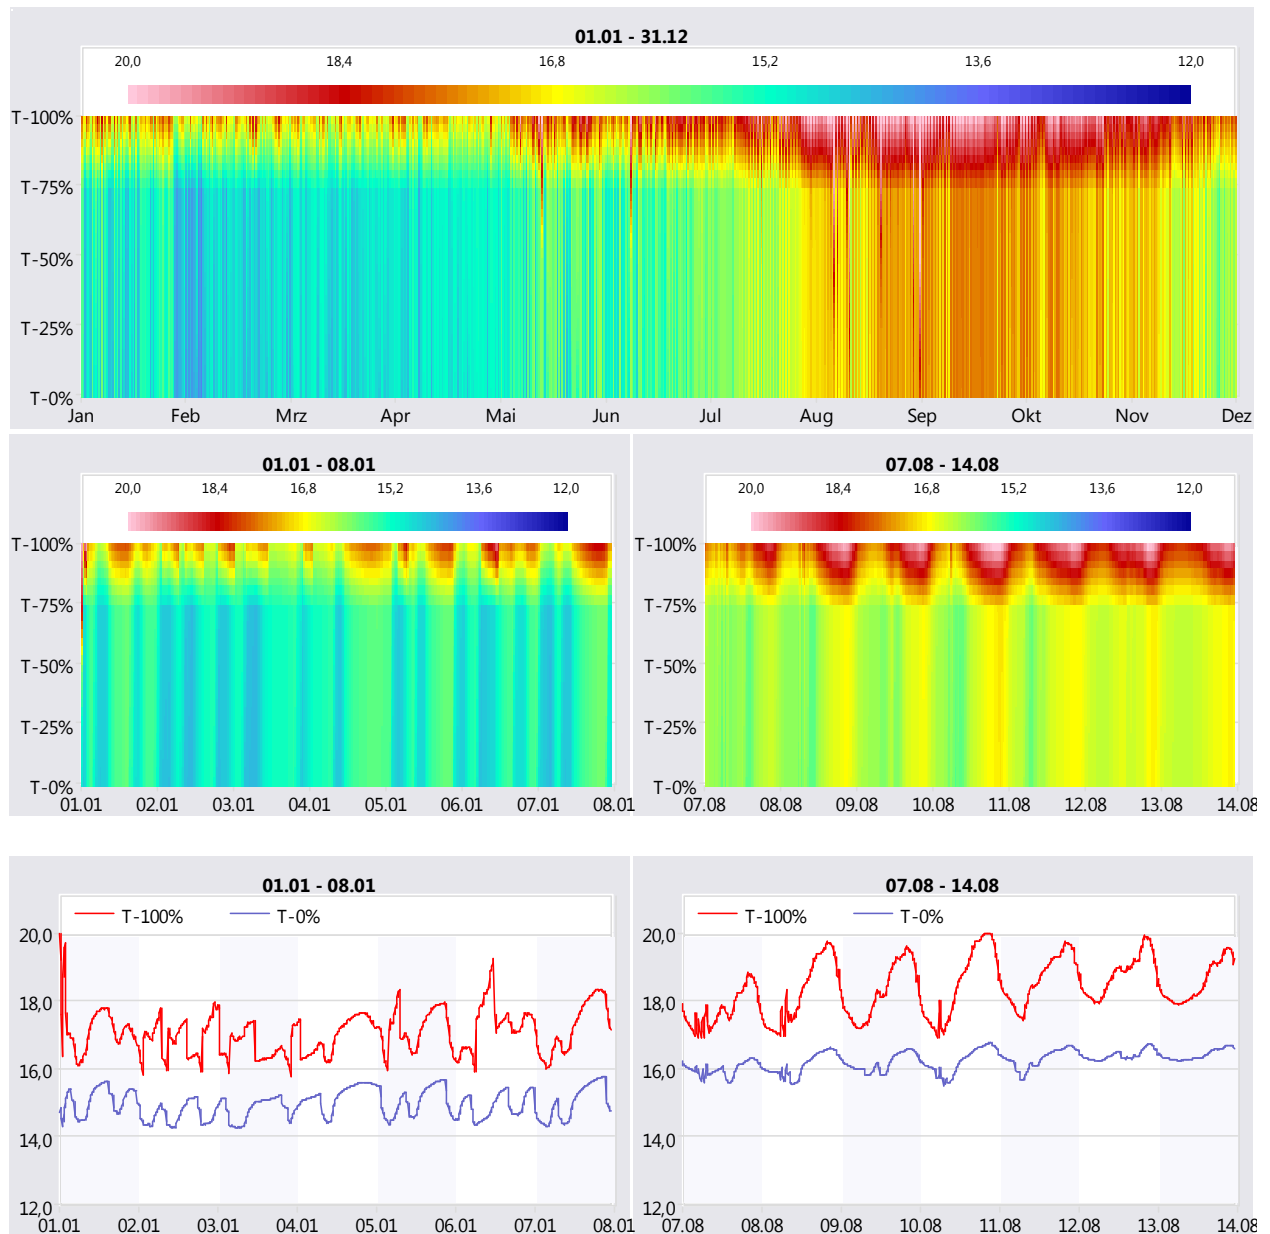 01.01 - 31.12
20,0 18,4 16,8 15,2 13,6 12,0
T-100%
T-75%
T-50%
T-25%
T-0%
Jan Feb Mrz Apr Mai Jun Jul Aug Sep Okt Nov Dez
01.01 - 08.01
20,0 18,4 16,8 15,2 13,6 12,0
T-100%
T-75%
T-50%
T-25%
T-0%
01.01 02.01 03.01 04.01 05.01 06.01 07.01 08.01
07.08 - 14.08
20,0 18,4 16,8 15,2 13,6 12,0
T-100%
T-75%
T-50%
T-25%
T-0%
07.08 08.08 09.08 10.08 11.08 12.08 13.08 14.08
01.01 - 08.01
T-100% T-0%
20,0
18,0
16,0
14,0
12,0
01.01 02.01 03.01 04.01 05.01 06.01 07.01 08.01
07.08 - 14.08
T-100% T-0%
20,0
18,0
16,0
14,0
12,0
07.08 08.08 09.08 10.08 11.08 12.08 13.08 14.08